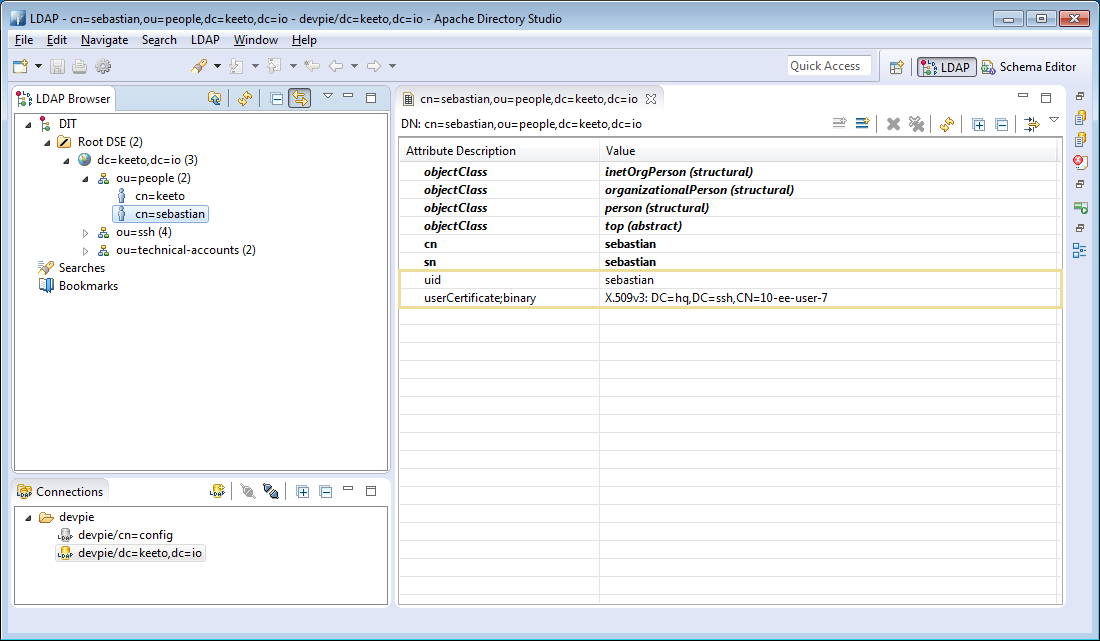 LDAP - cn=sebastian,ou=people,dc=keeto,dc=io - devpie/dc=keeto,dc=io - Apache Directory Studio
File Edit Navigate Search LDAP Window Help
Quick Access LDAP Schema Editor
LDAP Browser
DIT
Root DSE (2)
dc=keeto,dc=io (3)
ou=people (2)
cn=keeto
cn=sebastian
ou=ssh (4)
ou=technical-accounts (2)
Searches
Bookmarks
Connections
devpie
LDAP devpie/cn=config
LDAP devpie/dc=keeto,dc=io
cn=sebastian,ou=people,dc=keeto,dc=io
DN: cn=sebastian,ou=people,dc=keeto,dc=io
Attribute Description Value
objectClass inetOrgPerson (structural)
objectClass organizationalPerson (structural)
objectClass person (structural)
objectClass top (abstract)
cn sebastian
sn sebastian
uid sebastian
userCertificate;binary X.509v3: DC=hq,DC=ssh,CN=10-ee-user-7